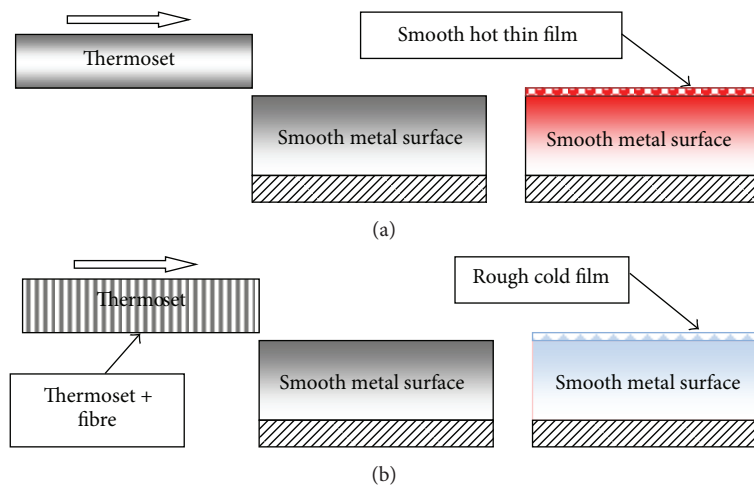 Smooth hot thin film
Thermoset
Smooth metal surface
Smooth metal surface
(a)
Rough cold film
Thermoset
Smooth metal surface
Smooth metal surface
Thermoset +
fibre
(b)